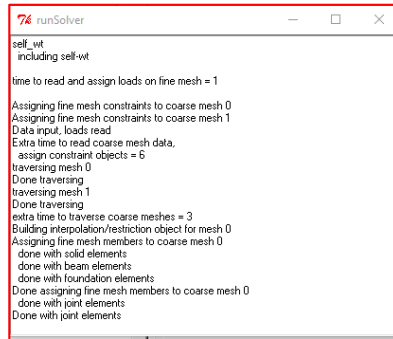 runSolver
self_wt
including self-wt
time to read and assign loads on fine mesh = 1
Assigning fine mesh constraints to coarse mesh 0
Assigning fine mesh constraints to coarse mesh 1
Data input, loads read
Extra time to read coarse mesh data,
assign constraint objects = 6
traversing mesh 0
Done traversing
traversing mesh 1
Done traversing
extra time to traverse coarse meshes = 3
Building interpolation/restriction object for mesh 0
Assigning fine mesh members to coarse mesh 0
done with solid elements
done with beam elements
done with foundation elements
Done assigning fine mesh members to coarse mesh 0
done with joint elements
Done with joint elements